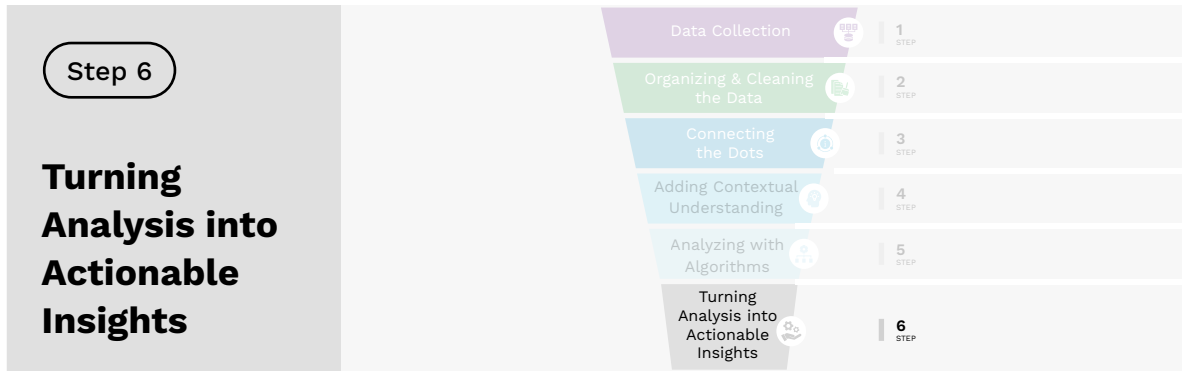 Step 6
Turning
Analysis into
Actionable
Insights
Data Collection
1
STEP
Organizing & Cleaning
the Data
2
STEP
Connecting
the Dots
3
STEP
Adding Contextual
Understanding
4
STEP
Analyzing with
Algorithms
5
STEP
Turning
Analysis into
Actionable
Insights
6
STEP